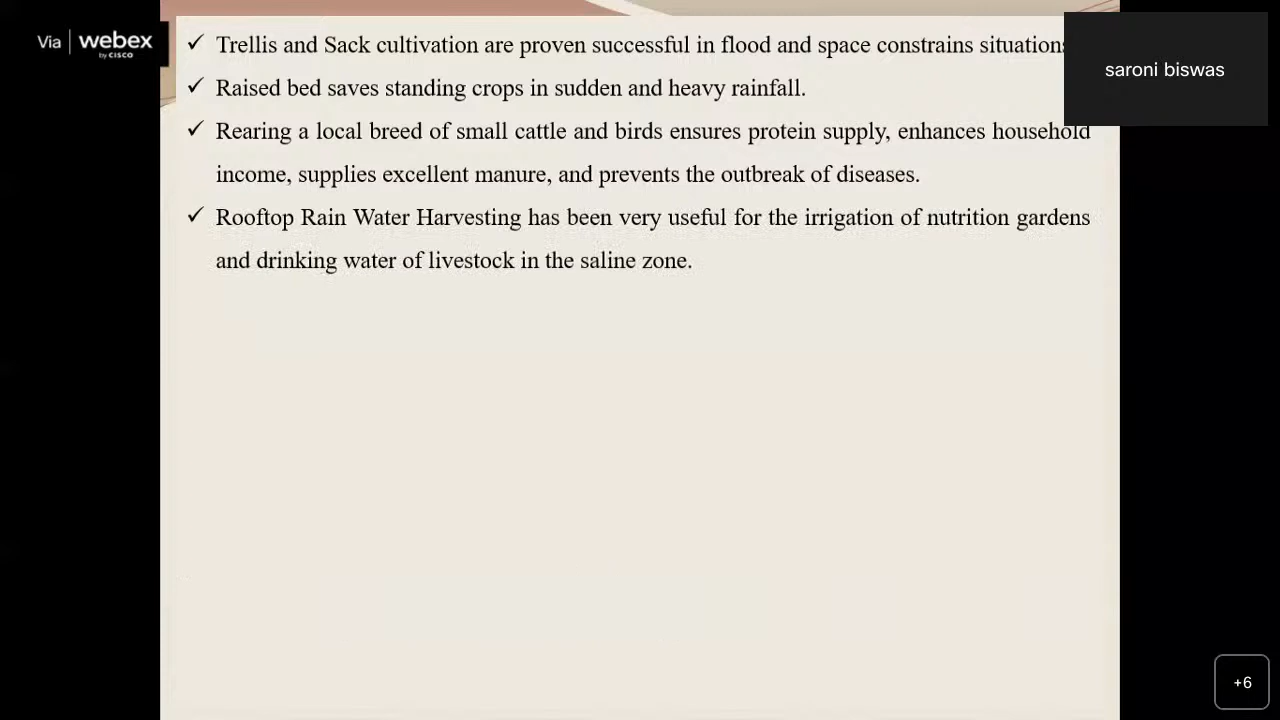 Via webex
by CISCO
saroni biswas
✓ Trellis and Sack cultivation are proven successful in flood and space constrains situation
✓ Raised bed saves standing crops in sudden and heavy rainfall.
✓ Rearing a local breed of small cattle and birds ensures protein supply, enhances household
income, supplies excellent manure, and prevents the outbreak of diseases.
✓ Rooftop Rain Water Harvesting has been very useful for the irrigation of nutrition gardens
and drinking water of livestock in the saline zone.
+6